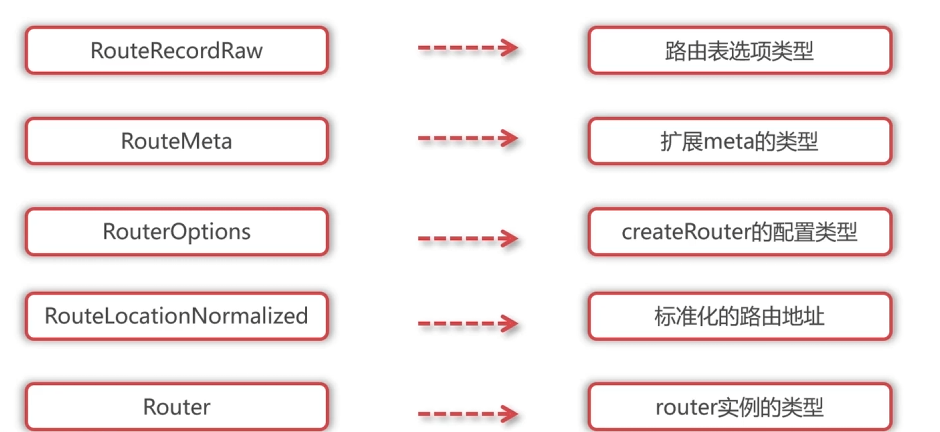 RouteRecordRaw
路由表选项类型
RouteMeta
扩展meta的类型
RouterOptions
createRouter的配置类型
RouteLocationNormalized
标准化的路由地址
Router
router实例的类型